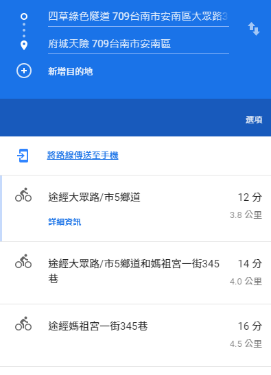 四草綠色隧道 709台南市安南區大眾路3
府城天險 709台南市安南區
新增目的地
選項
將路線傳送至手機
途經大眾路/市5鄉道
12 分
3.8 公里
詳細資訊
途經大眾路/市5鄉道和媽祖宮一街345
巷
14 分
4.0 公里
途經媽祖宮一街345巷
16 分
4.5 公里